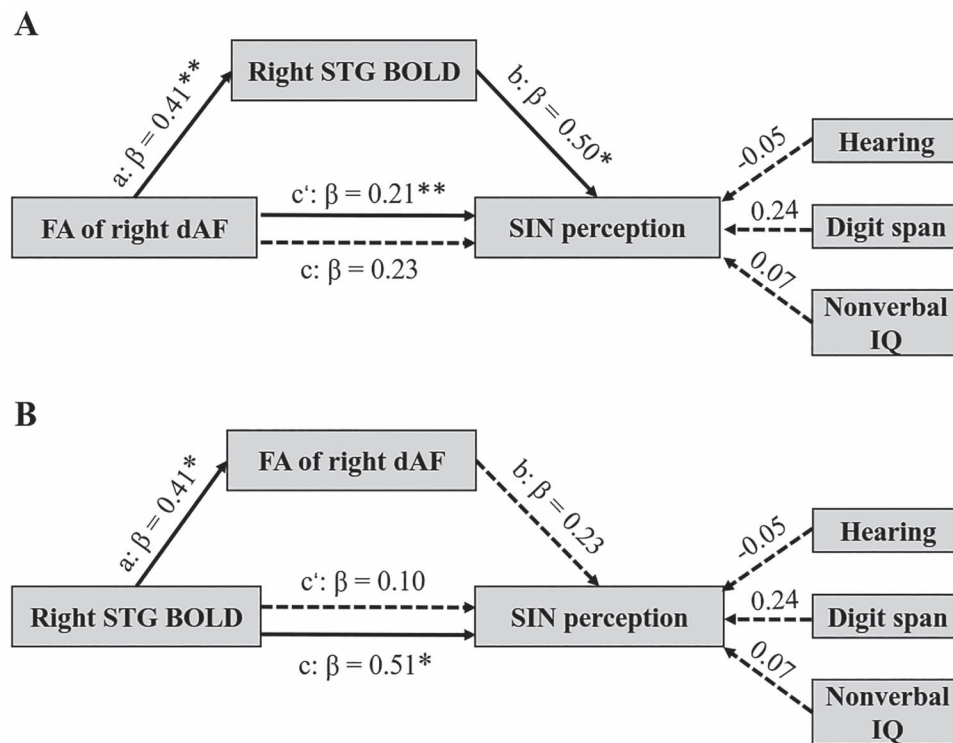 A
Right STG BOLD
a: β = 0.41**
b: β = 0.50*
FA of right dAF
c‘: β = 0.21**
c: β = 0.23
SIN perception
-0.05
0.24
0.07
Hearing
Digit span
Nonverbal
IQ
B
FA of right dAF
a: β = 0.41*
b: β = 0.23
Right STG BOLD
c‘: β = 0.10
c: β = 0.51*
SIN perception
-0.05
0.24
0.07
Hearing
Digit span
Nonverbal
IQ